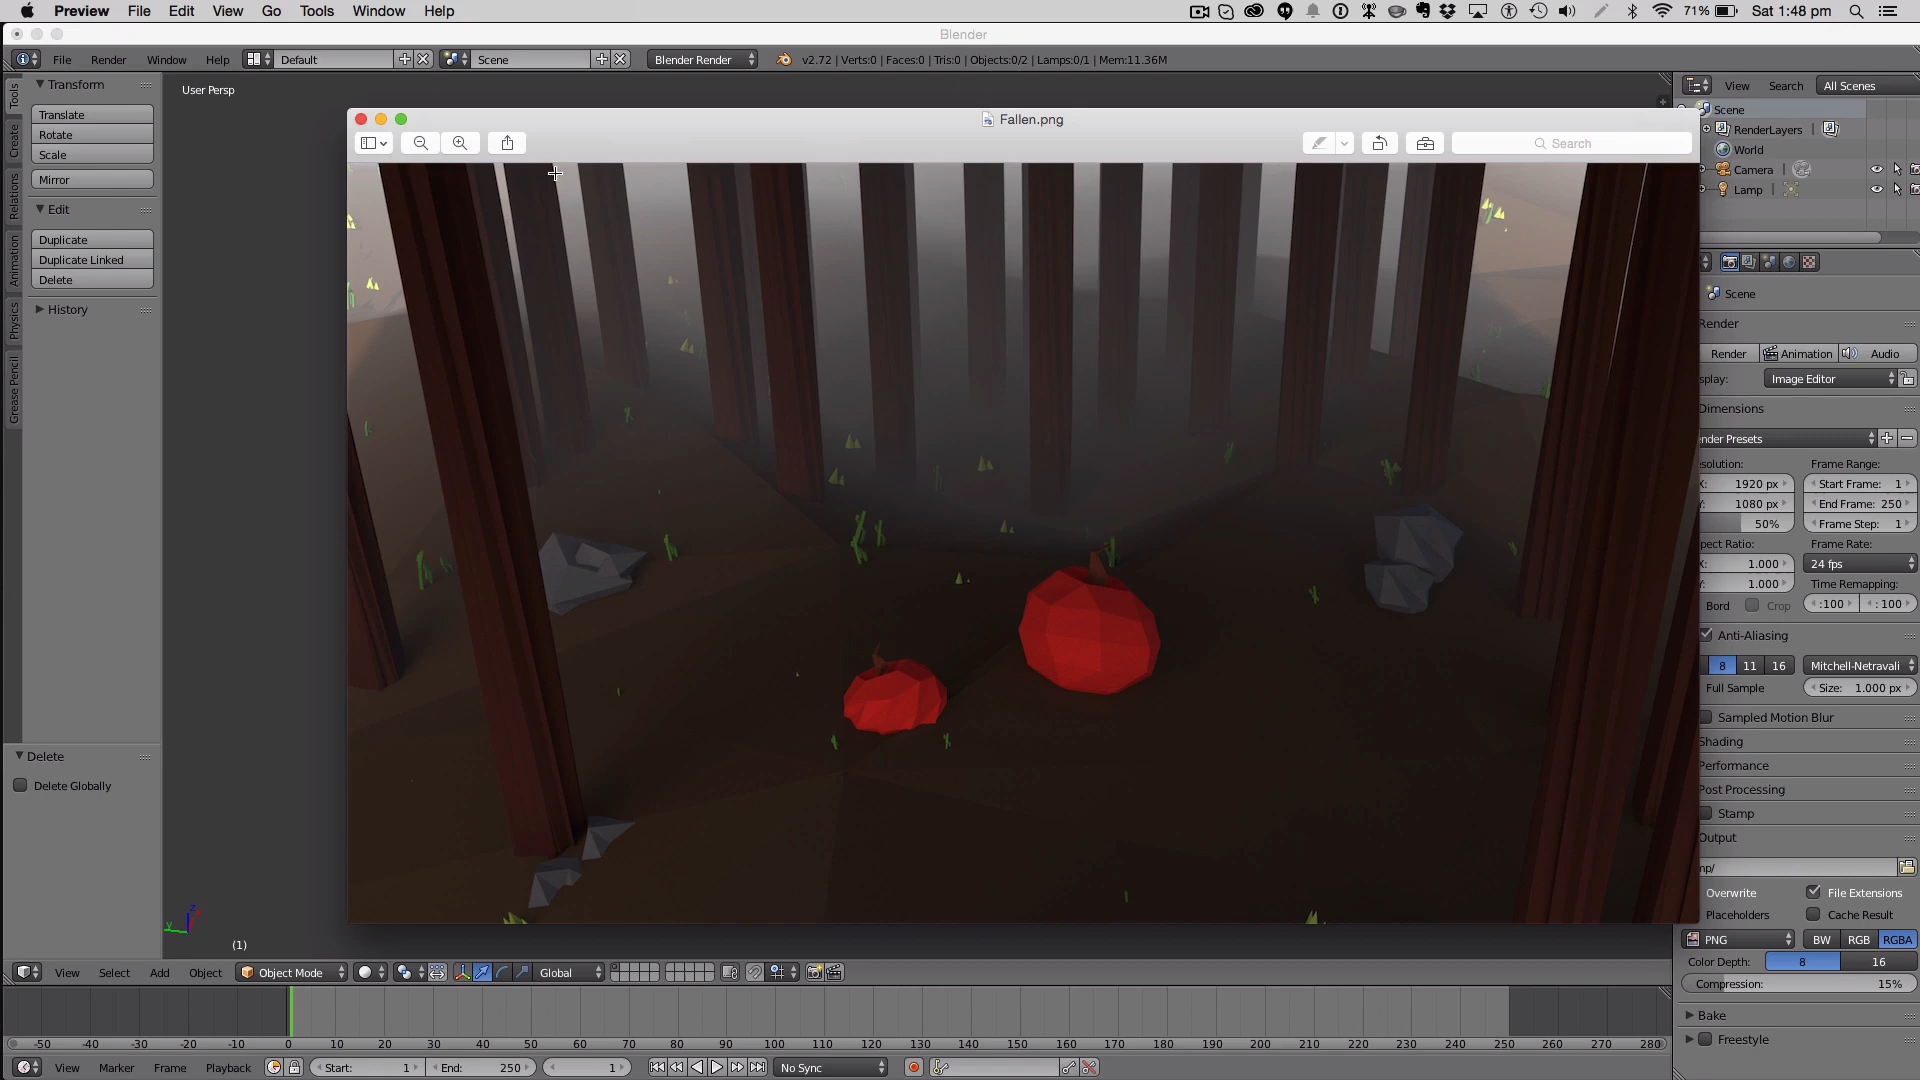 Preview File Edit View Go Tools Window Help 71% Sat 1:48 pm
Blender
File Render Window Help Default Scene Blender Render v2.72 | Verts:0 | Faces:0 | Tris:0 | Objects:0/2 | Lamps:0/1 | Mem:11.36M
Tools
Create
Relations
Animation
Physics
Grease Pencil
Transform
Translate
Rotate
Scale
Mirror
Edit
Duplicate
Duplicate Linked
Delete
History
Delete
Delete Globally
User Persp
Fallen.png
Search
(1)
View Search All Scenes
Scene
RenderLayers
World
Camera
Lamp
Scene
Render
Render Animation Audio
splay: Image Editor
Dimensions
ender Presets
esolution: Frame Range:
X: 1920 px Start Frame: 1
Y: 1080 px End Frame: 250
50% Frame Step: 1
spect Ratio: Frame Rate:
X: 1.000 24 fps
Y: 1.000 Time Remapping:
Bord Crop :100 : 100
Anti-Aliasing
8 11 16 Mitchell-Netravali
Full Sample Size: 1.000 px
Sampled Motion Blur
Shading
Performance
Post Processing
Stamp
Output
mp/
Overwrite File Extensions
Placeholders Cache Result
PNG BW RGB RGBA
Color Depth: 8 16
Compression: 15%
Bake
Freestyle
View Select Add Object Object Mode Global
-50 -40 -30 -20 -10 0 10 20 30 40 50 60 70 80 90 100 110 120 130 140 150 160 170 180 190 200 210 220 230 240 250 260 270 280
View Marker Frame Playback Start: 1 End: 250 1 No Sync